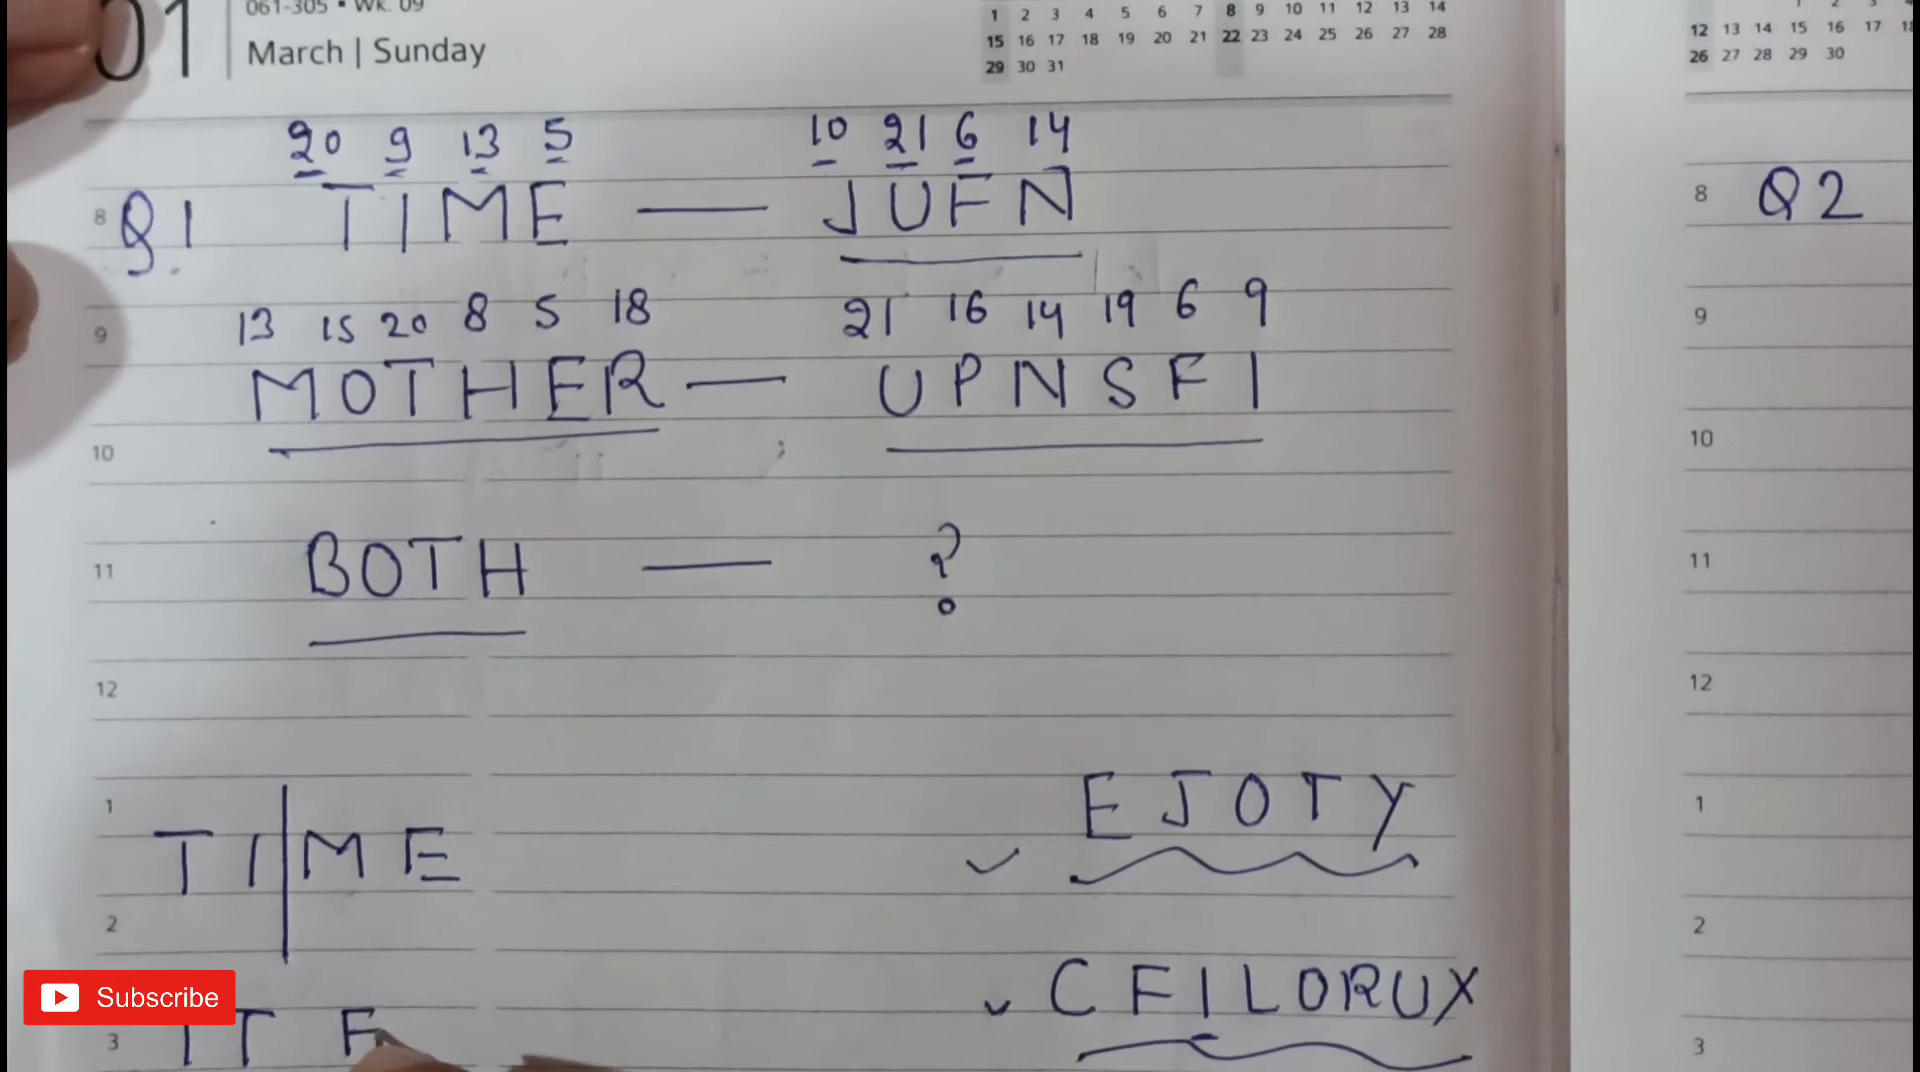 01
061-305 • Wk. 09
March | Sunday
1 2 3 4 5 6 7 8 9 10 11 12 13 14
15 16 17 18 19 20 21 22 23 24 25 26 27 28
29 30 31
20 9 13 5 10 21 6 14
8 Q1 TIME — JUFN
13 15 20 8 5 18 21 16 14 19 6 9
9
MOTHER — UPNSFI
10
11 BOTH — ?
12
1 EJOTY
TI|ME
2
CFILORUX
3 IT E
Subscribe
12 13 14 15 16 17
26 27 28 29 30
8 Q2
9
10
11
12
1
2
3